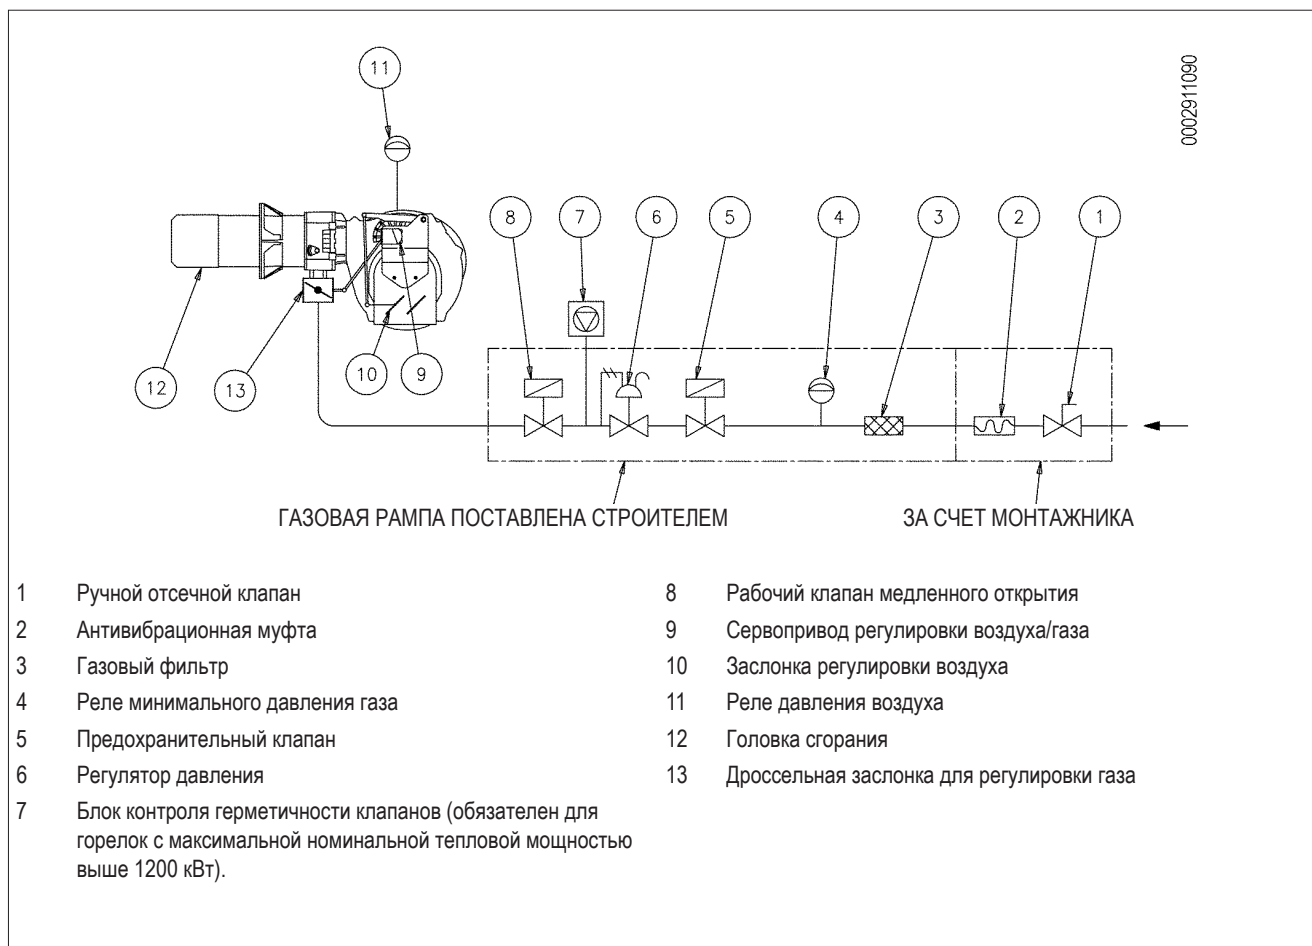 11
0002911090
8
7
6
5
4
3
2
1
12
13
10
9
ГАЗОВАЯ РАМПА ПОСТАВЛЕНА СТРОИТЕЛЕМ
ЗА СЧЕТ МОНТАЖНИКА
1 Ручной отсечной клапан
2 Антивибрационная муфта
3 Газовый фильтр
4 Реле минимального давления газа
5 Предохранительный клапан
6 Регулятор давления
7 Блок контроля герметичности клапанов (обязателен для
горелок с максимальной номинальной тепловой мощностью
выше 1200 кВт).
8 Рабочий клапан медленного открытия
9 Сервопривод регулировки воздуха/газа
10 Заслонка регулировки воздуха
11 Реле давления воздуха
12 Головка сгорания
13 Дроссельная заслонка для регулировки газа